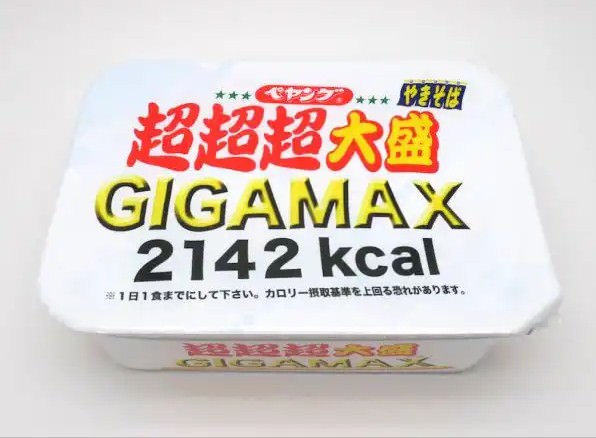 ペヤング やきそば
超超超大盛
GIGAMAX
2142 kcal
※1日1食までにして下さい。カロリー摂取基準を上回る恐れがあります。
超超超大盛
GIGAMAX